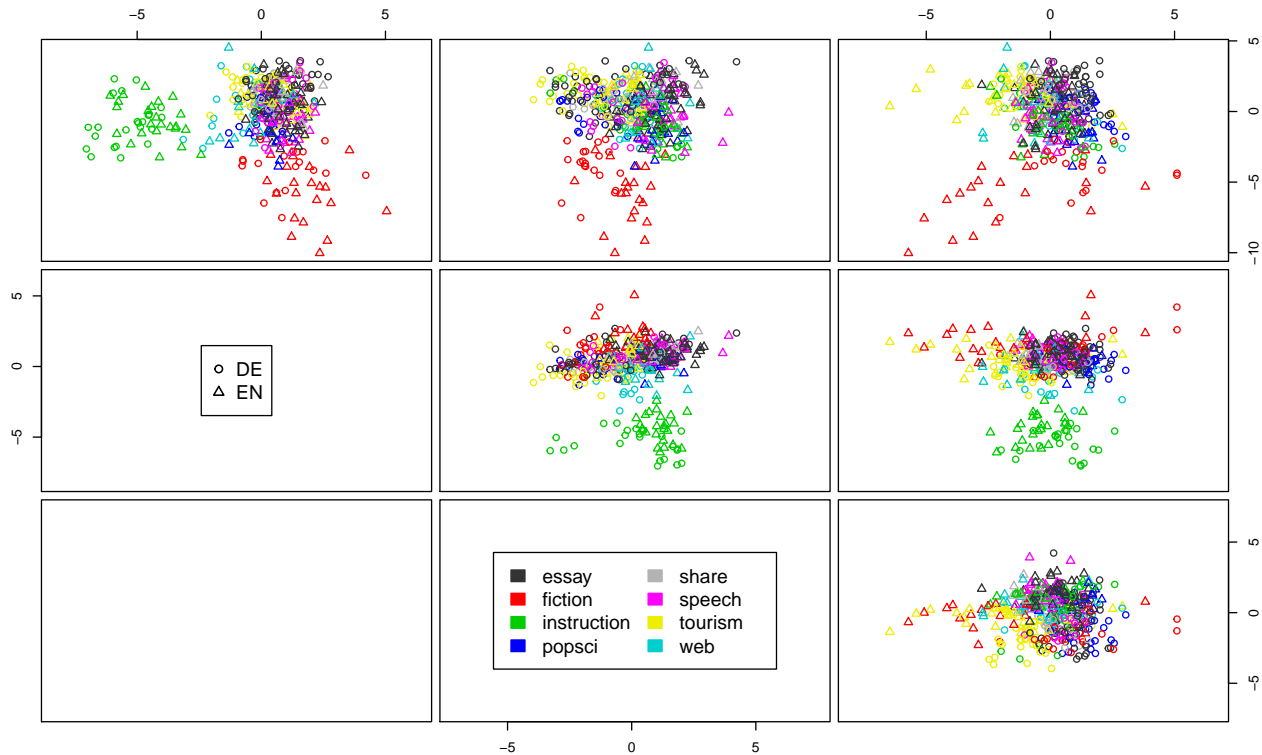 −5 0 5 −5 0 5
5
0
−5
−10
5
0
−5
DE
EN
essay share
fiction speech
instruction tourism
popsci web
5
0
−5
−5 0 5